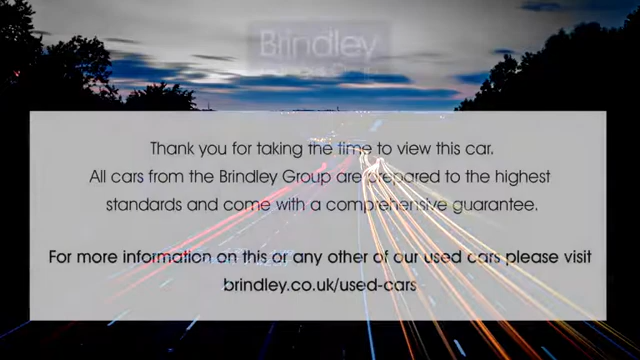 Brindley
Thank you for taking the time to view this car.
All cars from the Brindley Group are prepared to the highest
standards and come with a comprehensive guarantee.
For more information on this or any other of our used cars please visit
brindley.co.uk/used-cars